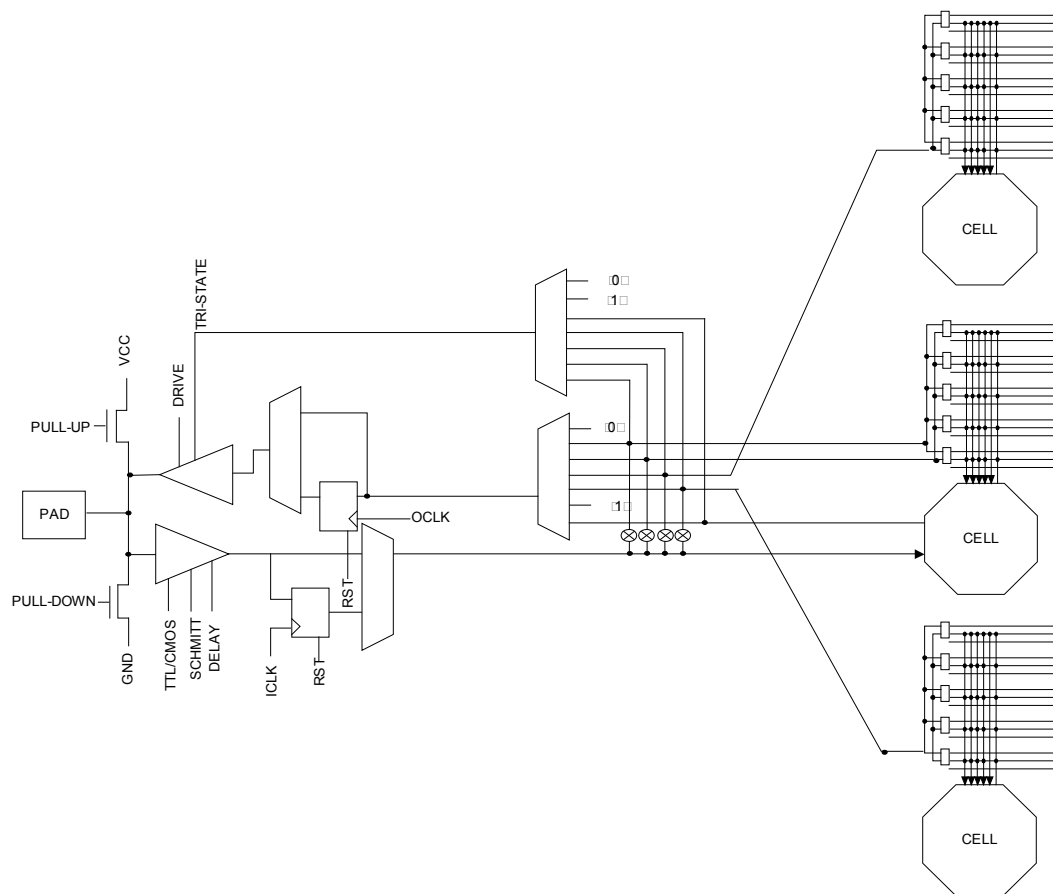 CELL
TRI-STATE
"0"
"1"
VCC
DRIVE
PULL-UP
"0"
"1"
PAD
OCLK
CELL
RST
PULL-DOWN
GND
TTL/CMOS
SCHMITT
DELAY
ICLK
RST
CELL